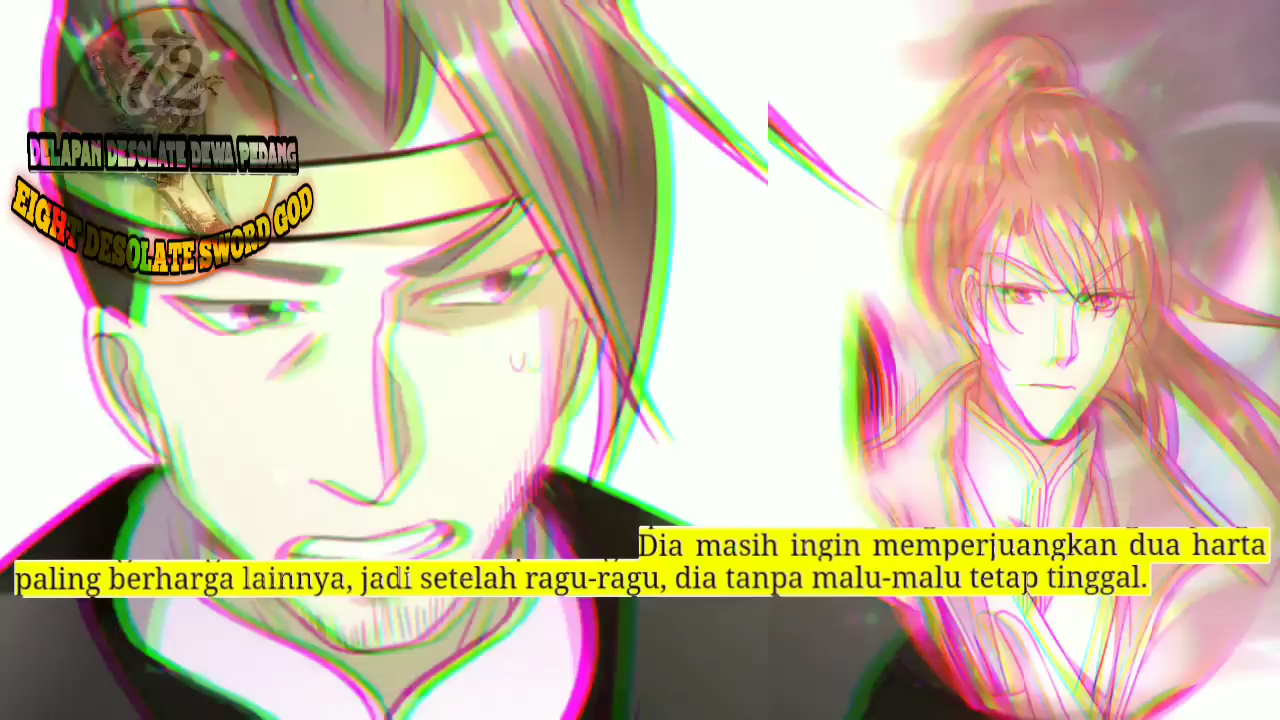 72
DELAPAN DESOLATE DEWA PEDANG
EIGHT DESOLATE SWORD GOD
Dia masih ingin memperjuangkan dua harta
paling berharga lainnya, jadi setelah ragu-ragu, dia tanpa malu-malu tetap tinggal.